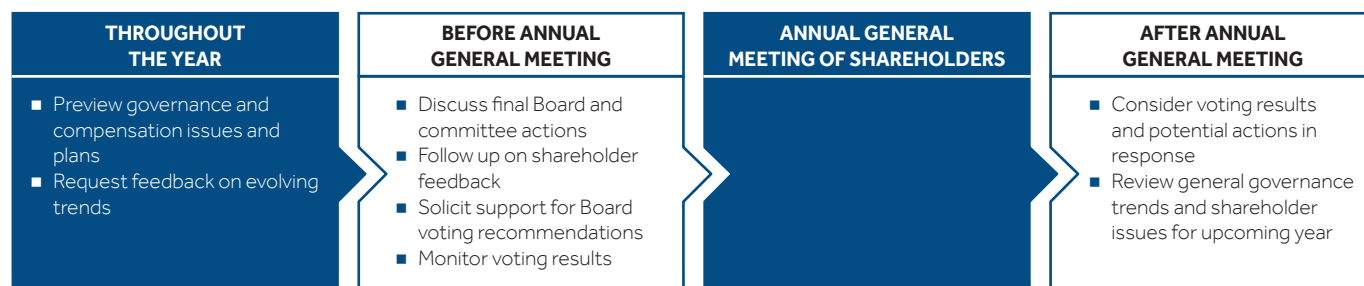 THROUGHOUT
THE YEAR
■ Preview governance and
compensation issues and
plans
■ Request feedback on evolving
trends
BEFORE ANNUAL
GENERAL MEETING
■ Discuss final Board and
committee actions
■ Follow up on shareholder
feedback
■ Solicit support for Board
voting recommendations
■ Monitor voting results
ANNUAL GENERAL
MEETING OF SHAREHOLDERS
AFTER ANNUAL
GENERAL MEETING
■ Consider voting results
and potential actions in
response
■ Review general governance
trends and shareholder
issues for upcoming year